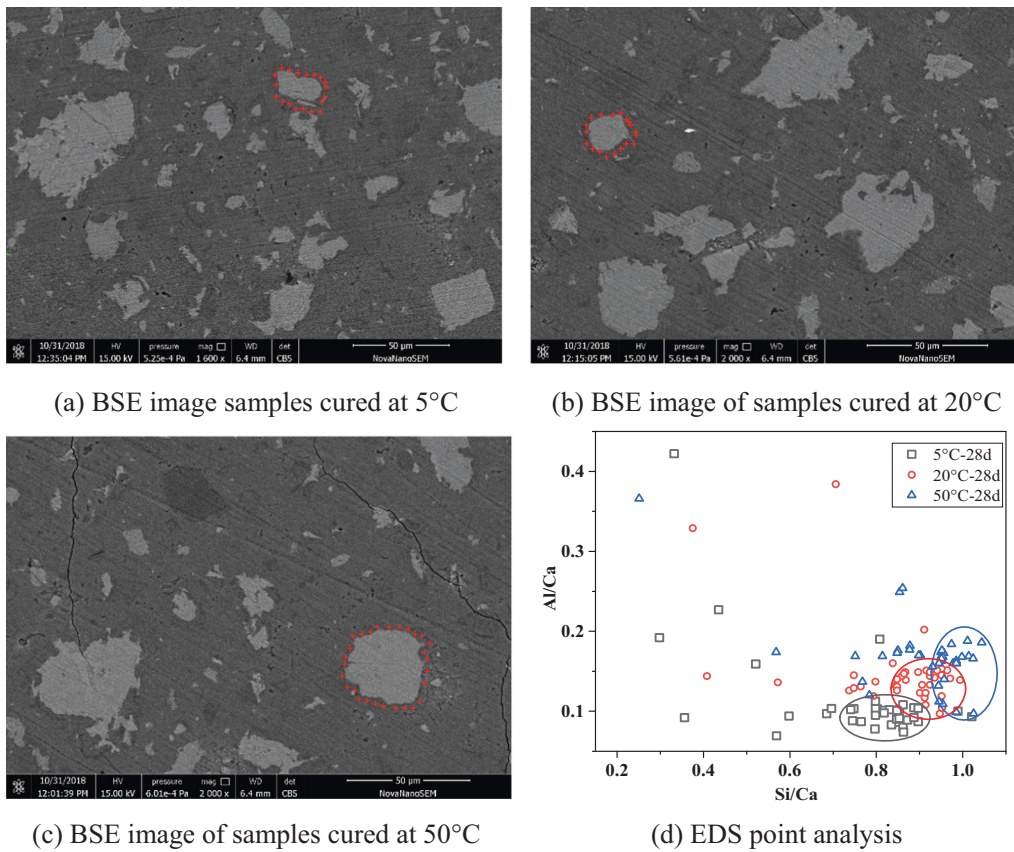 10/31/2018 HV pressure mag WD det 50 µm
12:35:04 PM 15.00 kV 5.25e-4 Pa 1 600 x 6.4 mm CBS NovaNanoSEM
(a) BSE image samples cured at 5°C
10/31/2018 HV pressure mag WD det 50 µm
12:15:05 PM 15.00 kV 5.61e-4 Pa 2 000 x 6.4 mm CBS NovaNanoSEM
(b) BSE image of samples cured at 20°C
10/31/2018 HV pressure mag WD det 50 µm
12:01:39 PM 15.00 kV 6.01e-4 Pa 2 000 x 6.4 mm CBS NovaNanoSEM
(c) BSE image of samples cured at 50°C
5°C-28d
20°C-28d
50°C-28d
0.4
0.3
0.2
0.1
Al/Ca
0.2 0.4 0.6 0.8 1.0
Si/Ca
(d) EDS point analysis